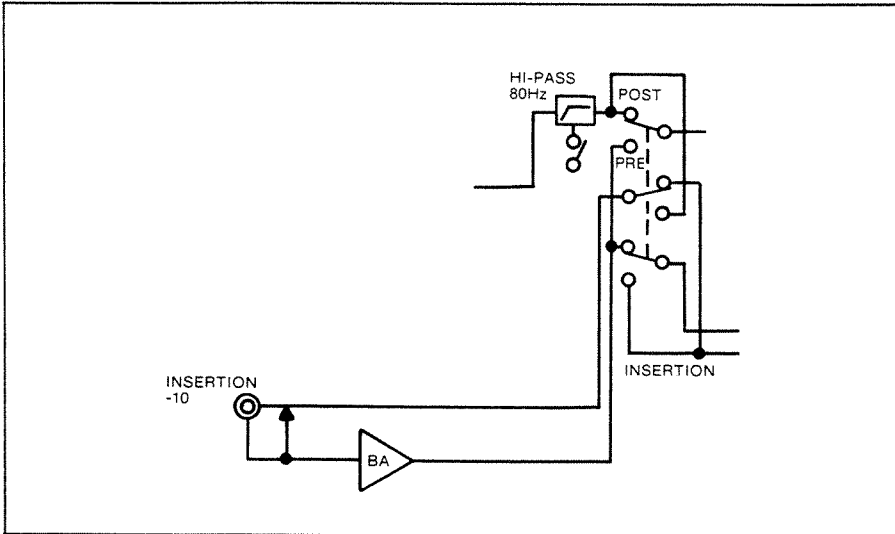 HI-PASS
80Hz
POST
PRE
INSERTION
INSERTION
-10
BA